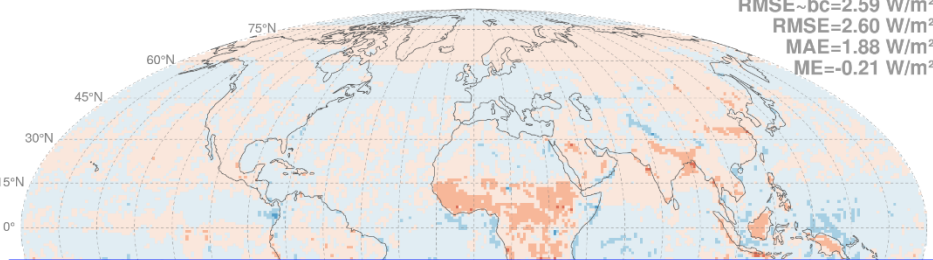 RMSE~bc=2.59 W/m²
RMSE=2.60 W/m²
MAE=1.88 W/m²
ME=-0.21 W/m²
75°N
60°N
45°N
30°N
15°N
0°